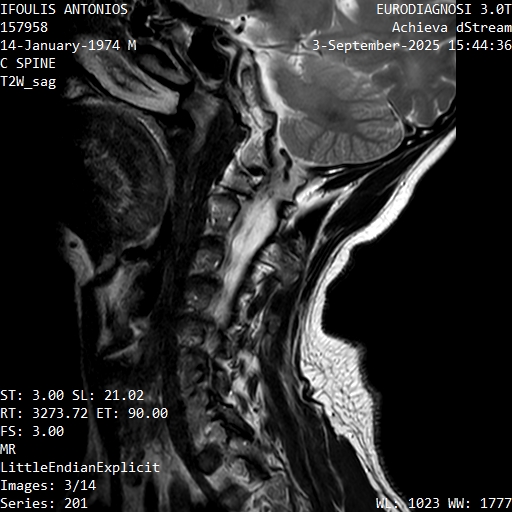 IFOULIS ANTONIOS
157958
14-January-1974 M
C SPINE
T2W_sag
EURODIAGNOSI 3.0T
Achieva dStream
3-September-2025 15:44:36
ST: 3.00 SL: 21.02
RT: 3273.72 ET: 90.00
FS: 3.00
MR
LittleEndianExplicit
Images: 3/14
Series: 201
WL: 1023 WW: 1777